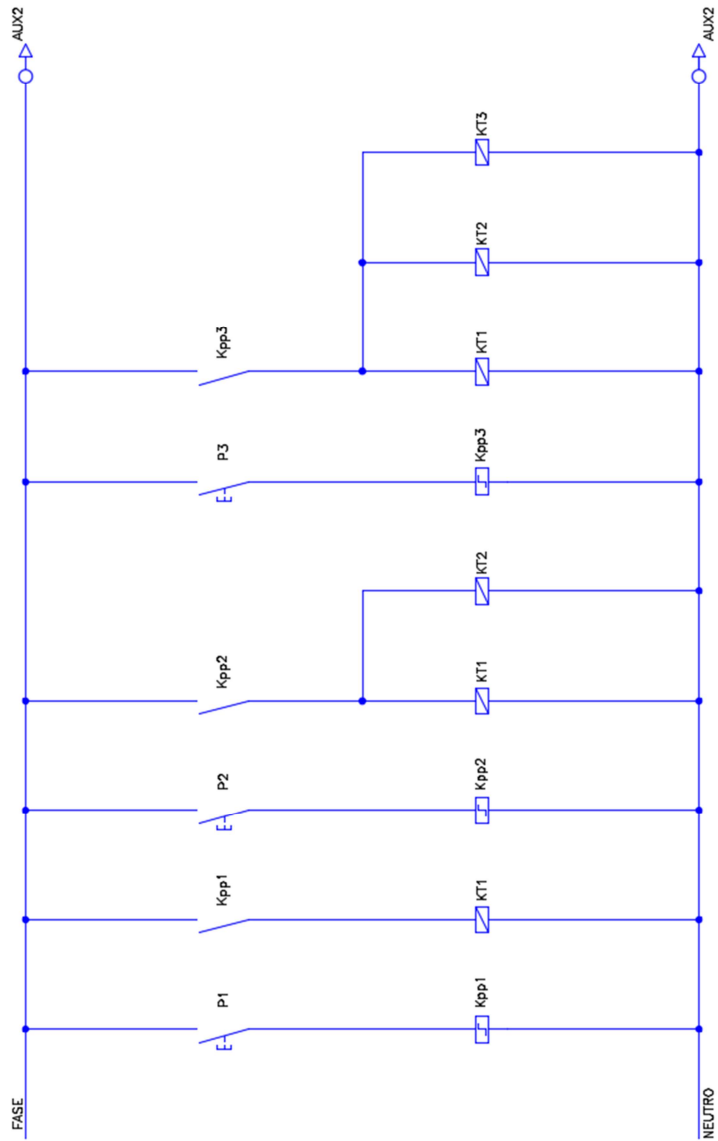 FASE
P1
Kpp1
P2
Kpp2
P3
Kpp3
AUX2
Kpp1
KT1
Kpp2
KT1
KT2
Kpp3
KT1
KT2
KT3
NEUTRO
AUX2